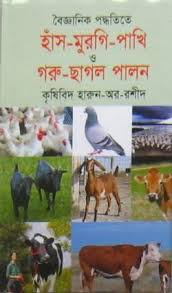 বৈজ্ঞানিক পদ্ধতিতে
হাঁস-মুরগি-পাখি
ও
গরু-ছাগল পালন
কৃষিবিদ হারুন-অর-রশীদ